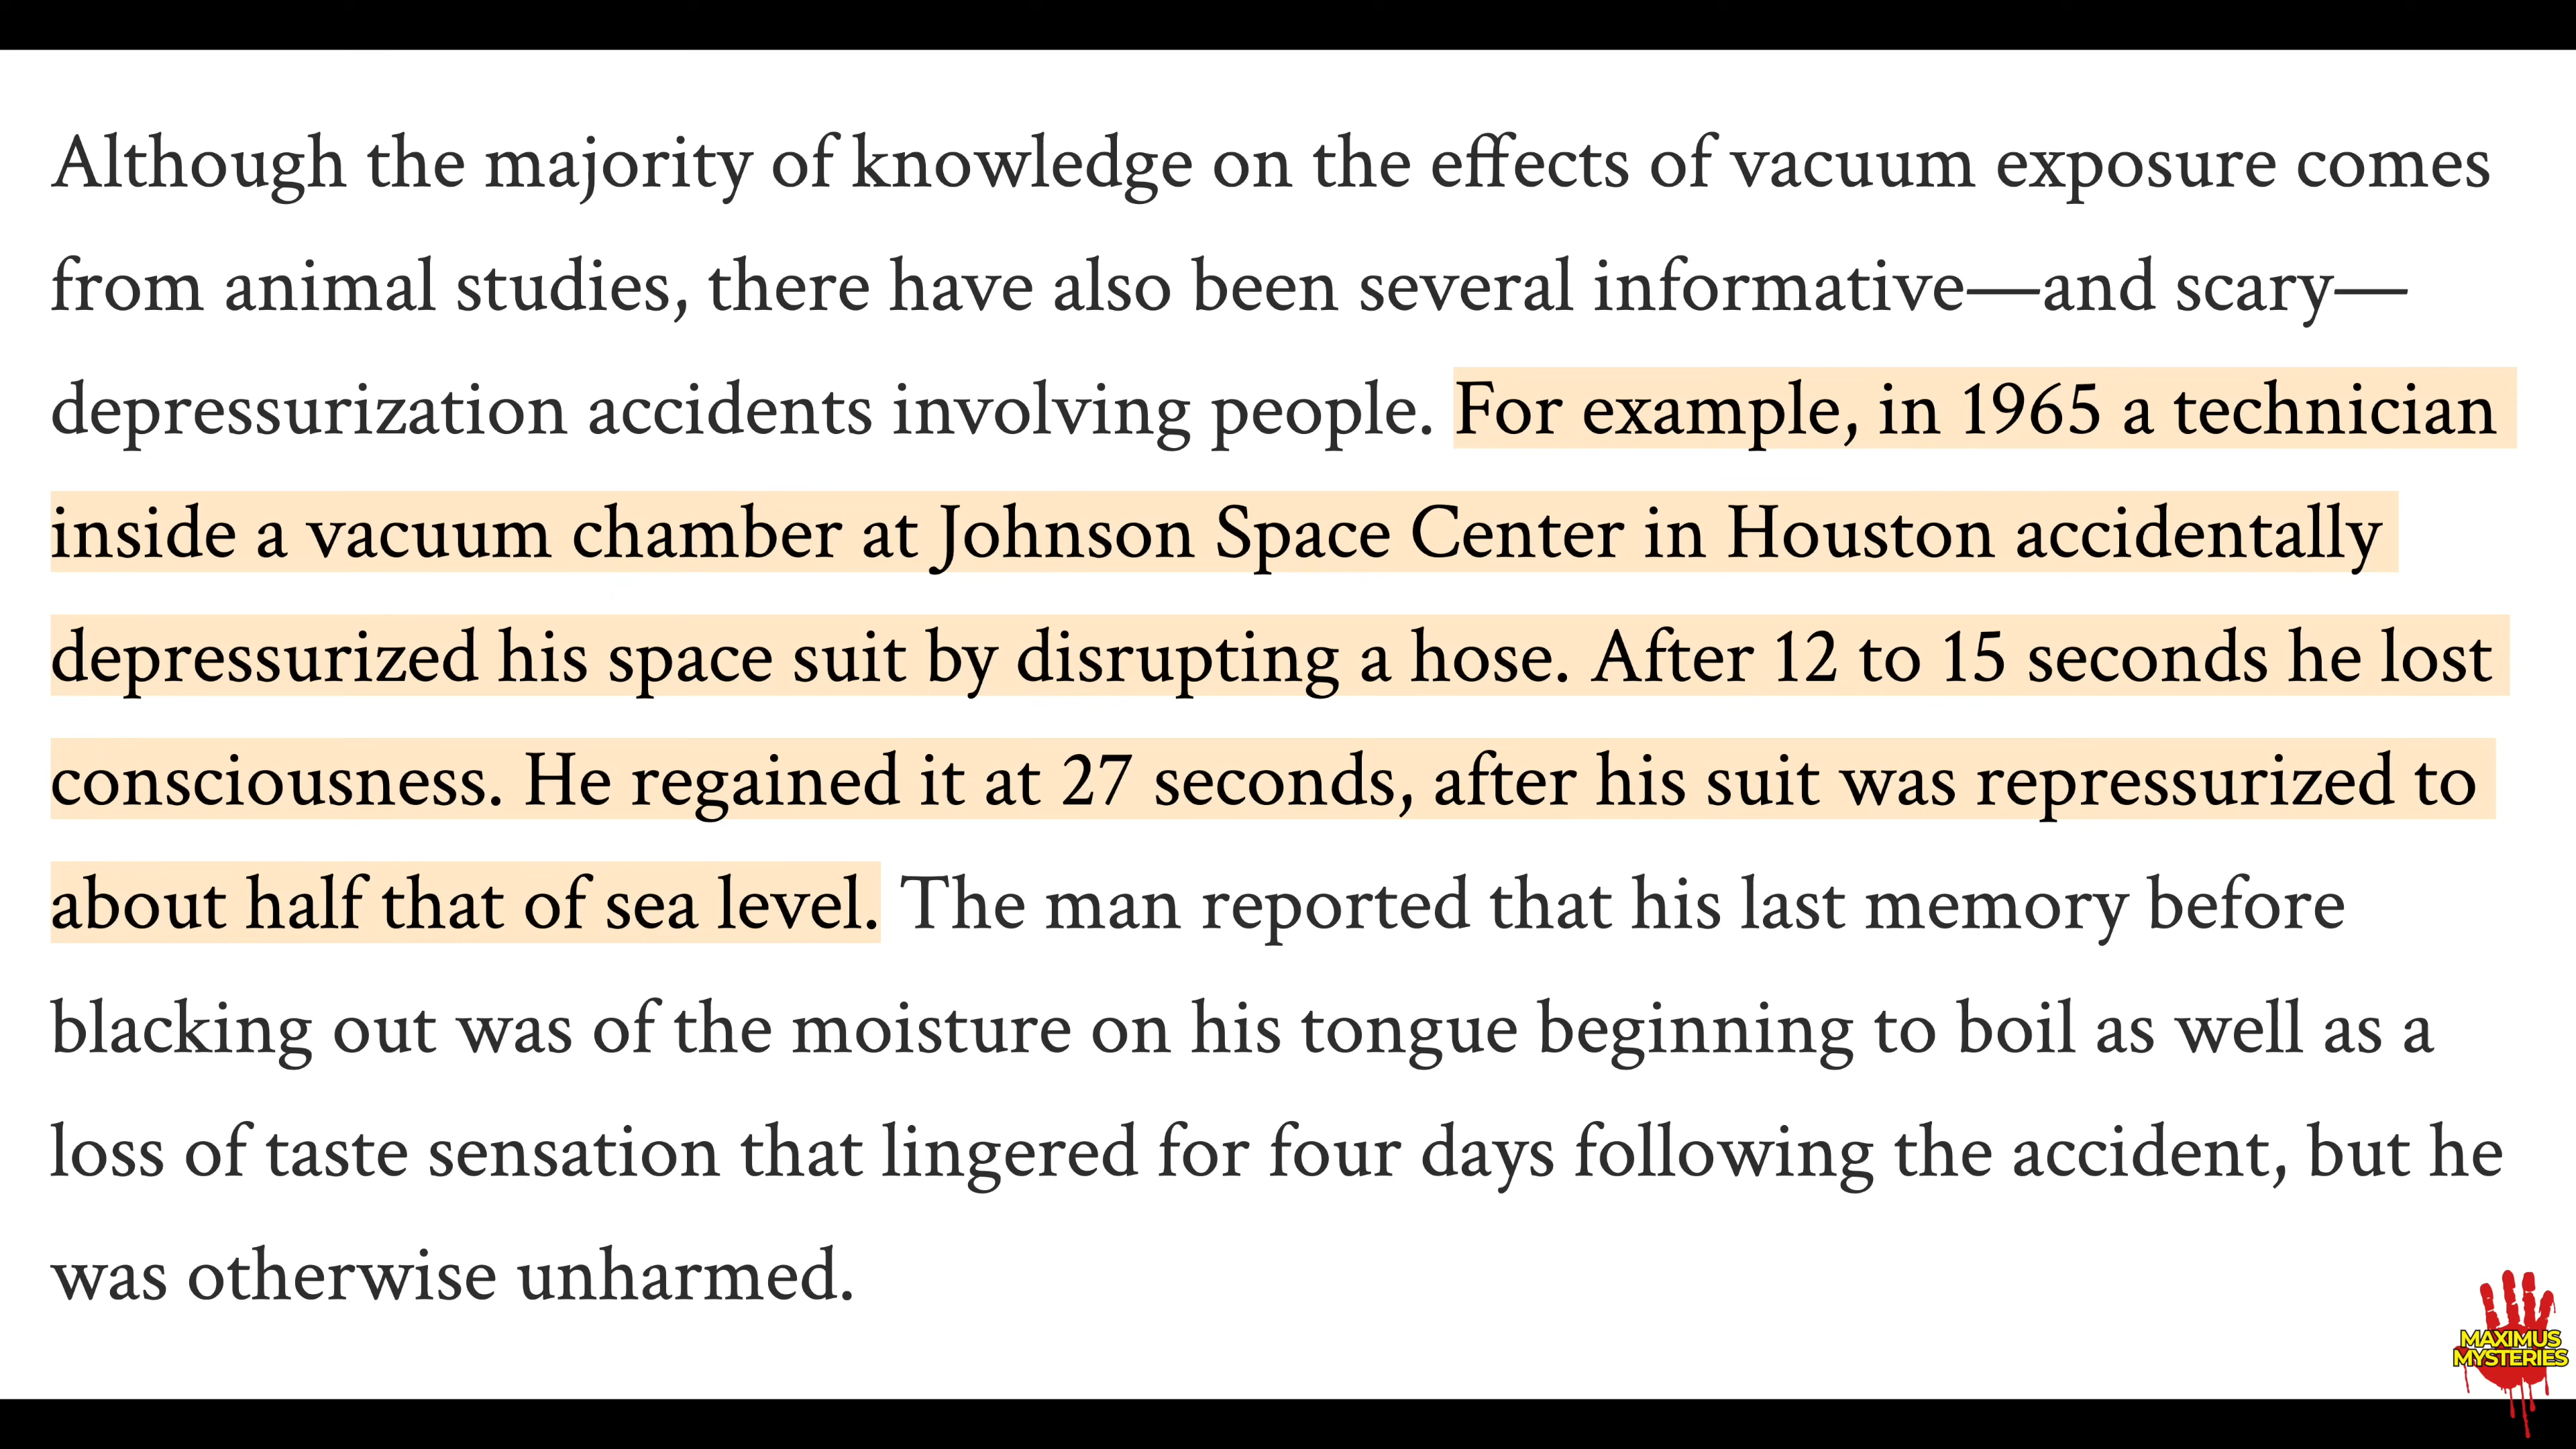 Although the majority of knowledge on the effects of vacuum exposure comes
from animal studies, there have also been several informative—and scary—
depressurization accidents involving people. For example, in 1965 a technician
inside a vacuum chamber at Johnson Space Center in Houston accidentally
depressurized his space suit by disrupting a hose. After 12 to 15 seconds he lost
consciousness. He regained it at 27 seconds, after his suit was repressurized to
about half that of sea level. The man reported that his last memory before
blacking out was of the moisture on his tongue beginning to boil as well as a
loss of taste sensation that lingered for four days following the accident, but he
was otherwise unharmed.
MAXIMUS
MYSTERIES